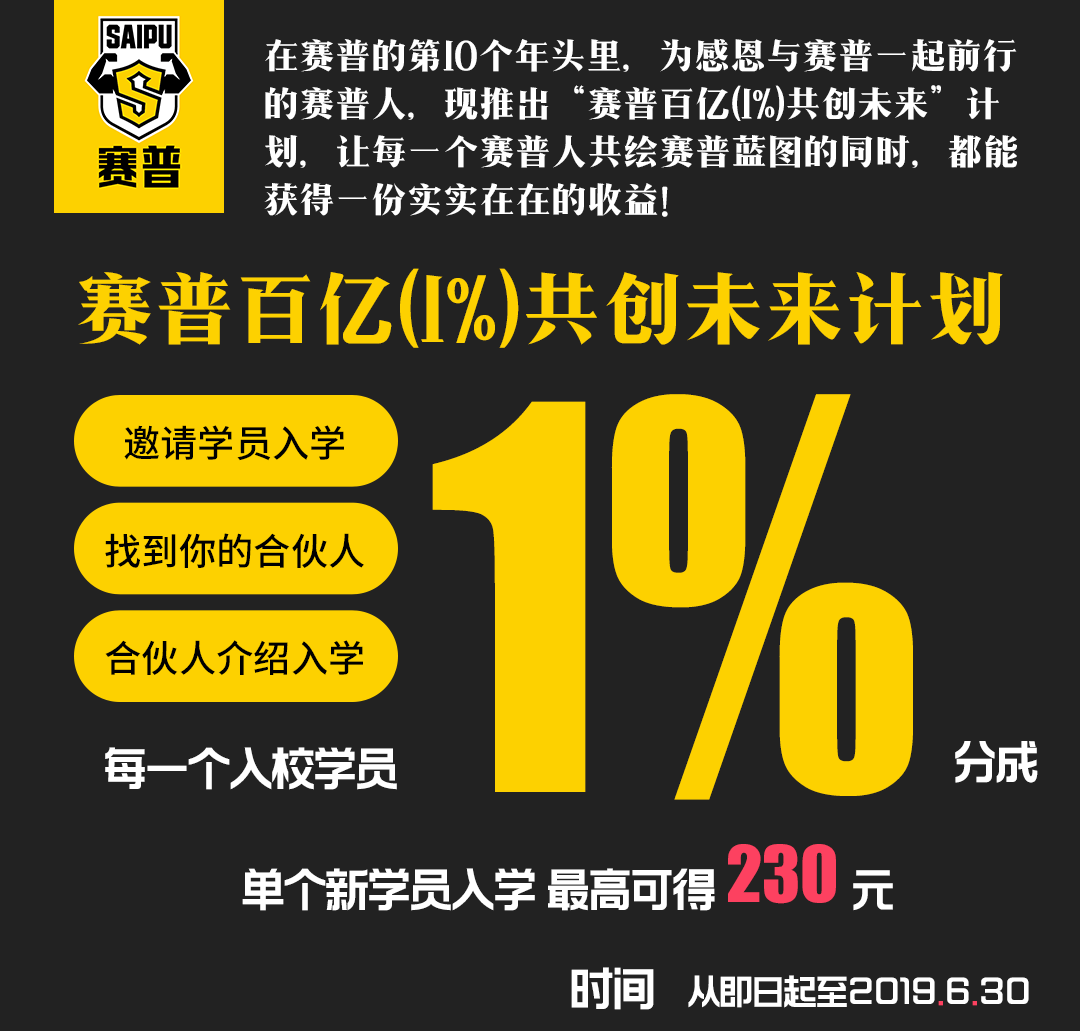 SAIPU
S
赛普
在赛普的第10个年头里，为感恩与赛普一起前行
的赛普人，现推出“赛普百亿(1%)共创未来”计
划，让每一个赛普人共绘赛普蓝图的同时，都能
获得一份实实在在的收益！
赛普百亿(1%)共创未来计划
邀请学员入学
找到你的合伙人
合伙人介绍入学
每一个入校学员 1% 分成
单个新学员入学 最高可得 230 元
时间 从即日起至2019.6.30